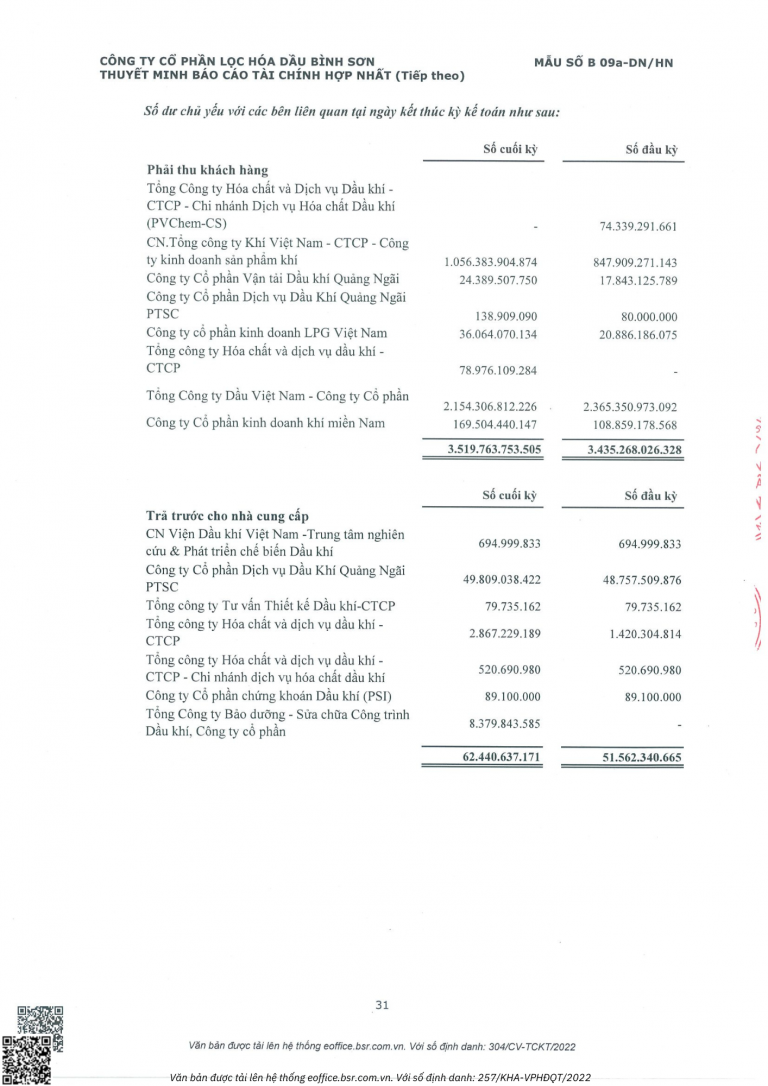 CÔNG TY CỔ PHẦN LỌC HÓA DẦU BÌNH SƠN
MẪU SỐ B 09a-DN/HN
THUYẾT MINH BÁO CÁO TÀI CHÍNH HỢP NHẤT (Tiếp theo)
Số dư chủ yếu với các bên liên quan tại ngày kết thúc kỳ kế toán như sau:
Số cuối kỳ Số đầu kỳ
Phải thu khách hàng
Tổng Công ty Hóa chất và Dịch vụ Dầu khí -
CTCP - Chi nhánh Dịch vụ Hóa chất Dầu khí
(PVChem-CS) - 74.339.291.661
CN.Tổng công ty Khí Việt Nam - CTCP - Công
ty kinh doanh sản phẩm khí 1.056.383.904.874 847.909.271.143
Công ty Cổ phần Vận tải Dầu khí Quảng Ngãi 24.389.507.750 17.843.125.789
Công ty Cổ phần Dịch vụ Dầu Khí Quảng Ngãi
PTSC 138.909.090 80.000.000
Công ty cổ phần kinh doanh LPG Việt Nam 36.064.070.134 20.886.186.075
Tổng công ty Hóa chất và dịch vụ dầu khí -
CTCP 78.976.109.284 -
Tổng Công ty Dầu Việt Nam - Công ty Cổ phần
2.154.306.812.226 2.365.350.973.092
Công ty Cổ phần kinh doanh khí miền Nam 169.504.440.147 108.859.178.568
3.519.763.753.505 3.435.268.026.328
Số cuối kỳ Số đầu kỳ
Trả trước cho nhà cung cấp
CN Viện Dầu khí Việt Nam -Trung tâm nghiên
cứu & Phát triển chế biến Dầu khí 694.999.833 694.999.833
Công ty Cổ phần Dịch vụ Dầu Khí Quảng Ngãi
PTSC 49.809.038.422 48.757.509.876
Tổng công ty Tư vấn Thiết kế Dầu khí-CTCP 79.735.162 79.735.162
Tổng công ty Hóa chất và dịch vụ dầu khí -
CTCP 2.867.229.189 1.420.304.814
Tổng công ty Hóa chất và dịch vụ dầu khí -
CTCP - Chi nhánh dịch vụ hóa chất dầu khí 520.690.980 520.690.980
Công ty Cổ phần chứng khoán Dầu khí (PSI) 89.100.000 89.100.000
Tổng Công ty Bảo dưỡng - Sửa chữa Công trình
Dầu khí, Công ty cổ phần 8.379.843.585 -
62.440.637.171 51.562.340.665
31
Văn bản được tải lên hệ thống eoffice.bsr.com.vn. Với số định danh: 304/CV-TCKT/2022
Văn bản được tải lên hệ thống eoffice.bsr.com.vn. Với số định danh: 257/KHA-VPHĐQT/2022